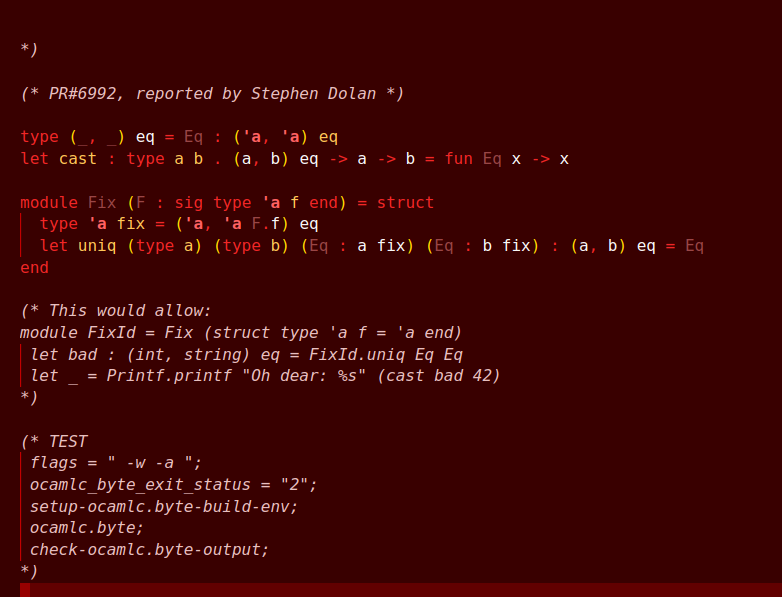 *)
(* PR#6992, reported by Stephen Dolan *)
type (_, _) eq = Eq : ('a, 'a) eq
let cast : type a b . (a, b) eq -> a -> b = fun Eq x -> x
module Fix (F : sig type 'a f end) = struct
  type 'a fix = ('a, 'a F.f) eq
  let uniq (type a) (type b) (Eq : a fix) (Eq : b fix) : (a, b) eq = Eq
end
(* This would allow:
module FixId = Fix (struct type 'a f = 'a end)
 let bad : (int, string) eq = FixId.uniq Eq Eq
 let _ = Printf.printf "Oh dear: %s" (cast bad 42)
*)
(* TEST
 flags = " -w -a ";
 ocamlc_byte_exit_status = "2";
 setup-ocamlc.byte-build-env;
 ocamlc.byte;
 check-ocamlc.byte-output;
*)